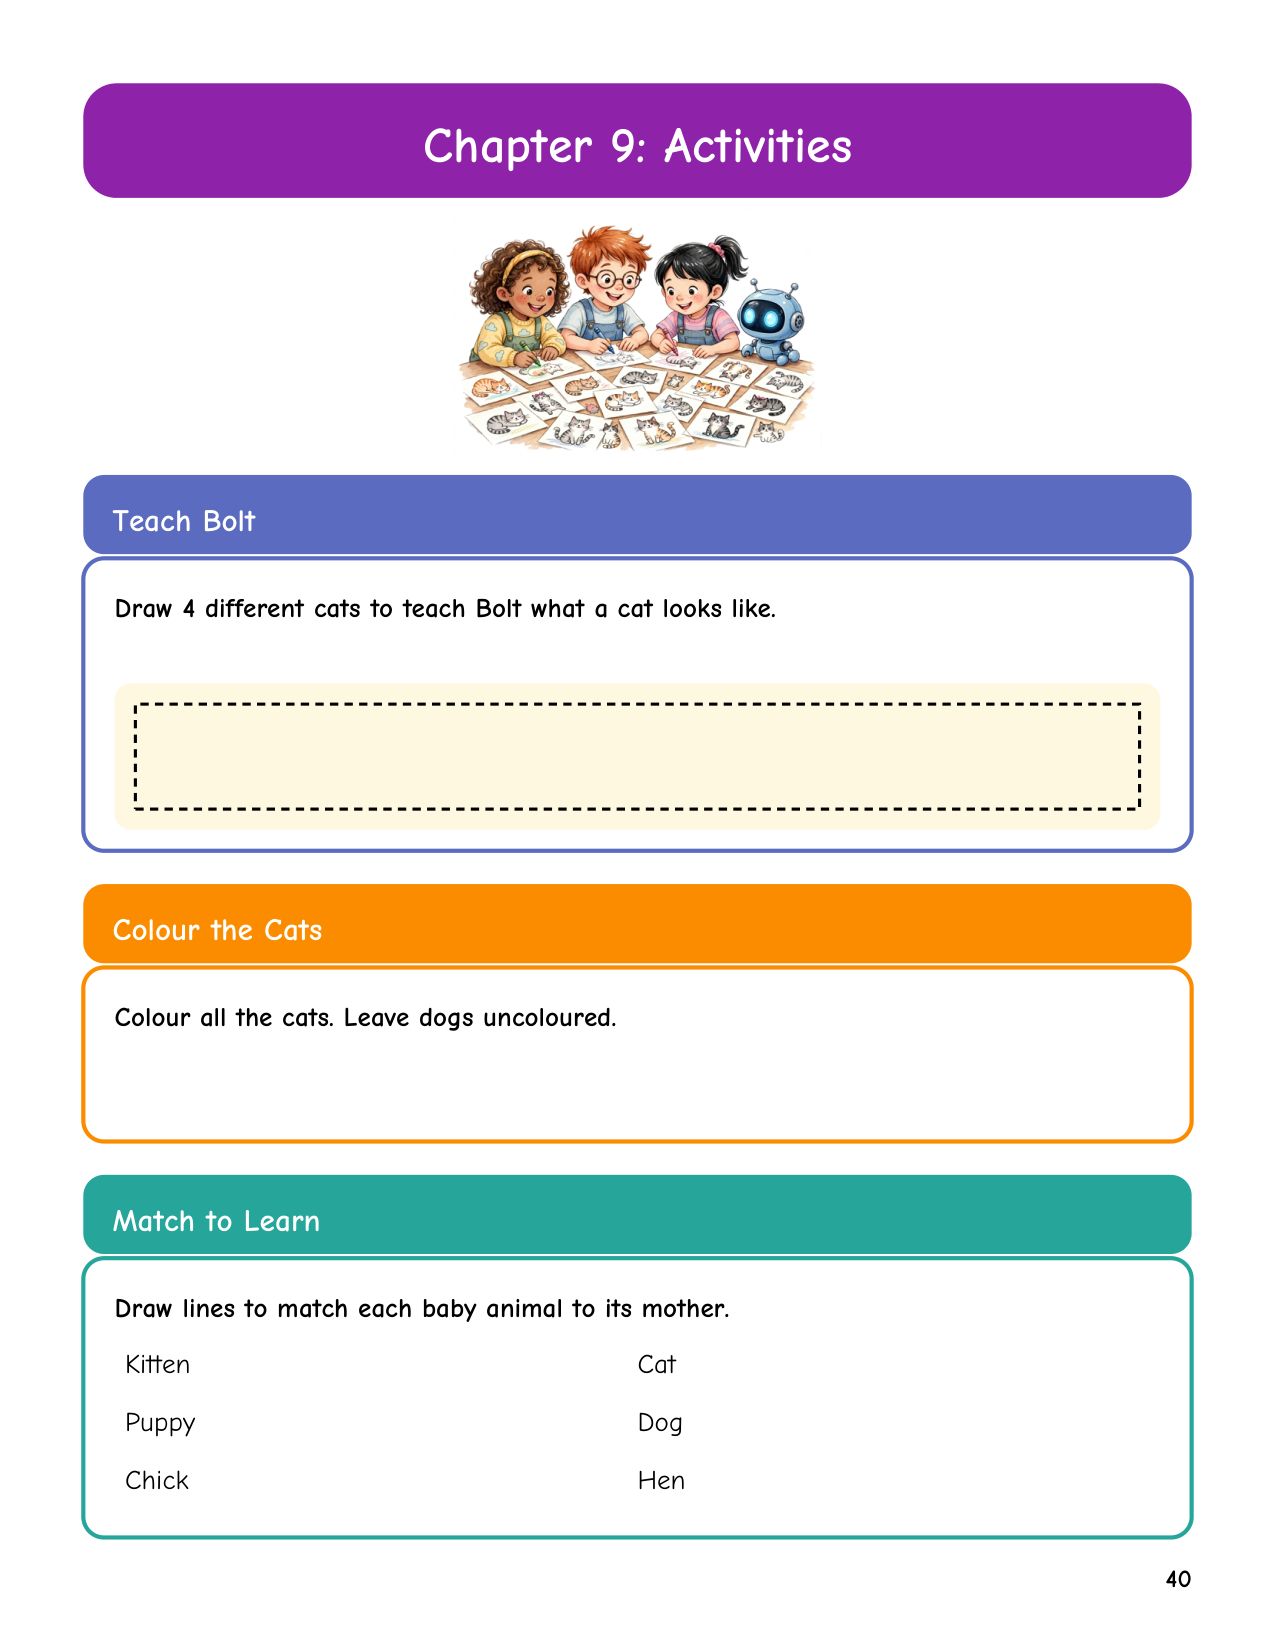 Chapter 9: Activities
Teach Bolt
Draw 4 different cats to teach Bolt what a cat looks like.
Colour the Cats
Colour all the cats. Leave dogs uncoloured.
Match to Learn
Draw lines to match each baby animal to its mother.
Kitten Cat
Puppy Dog
Chick Hen
40